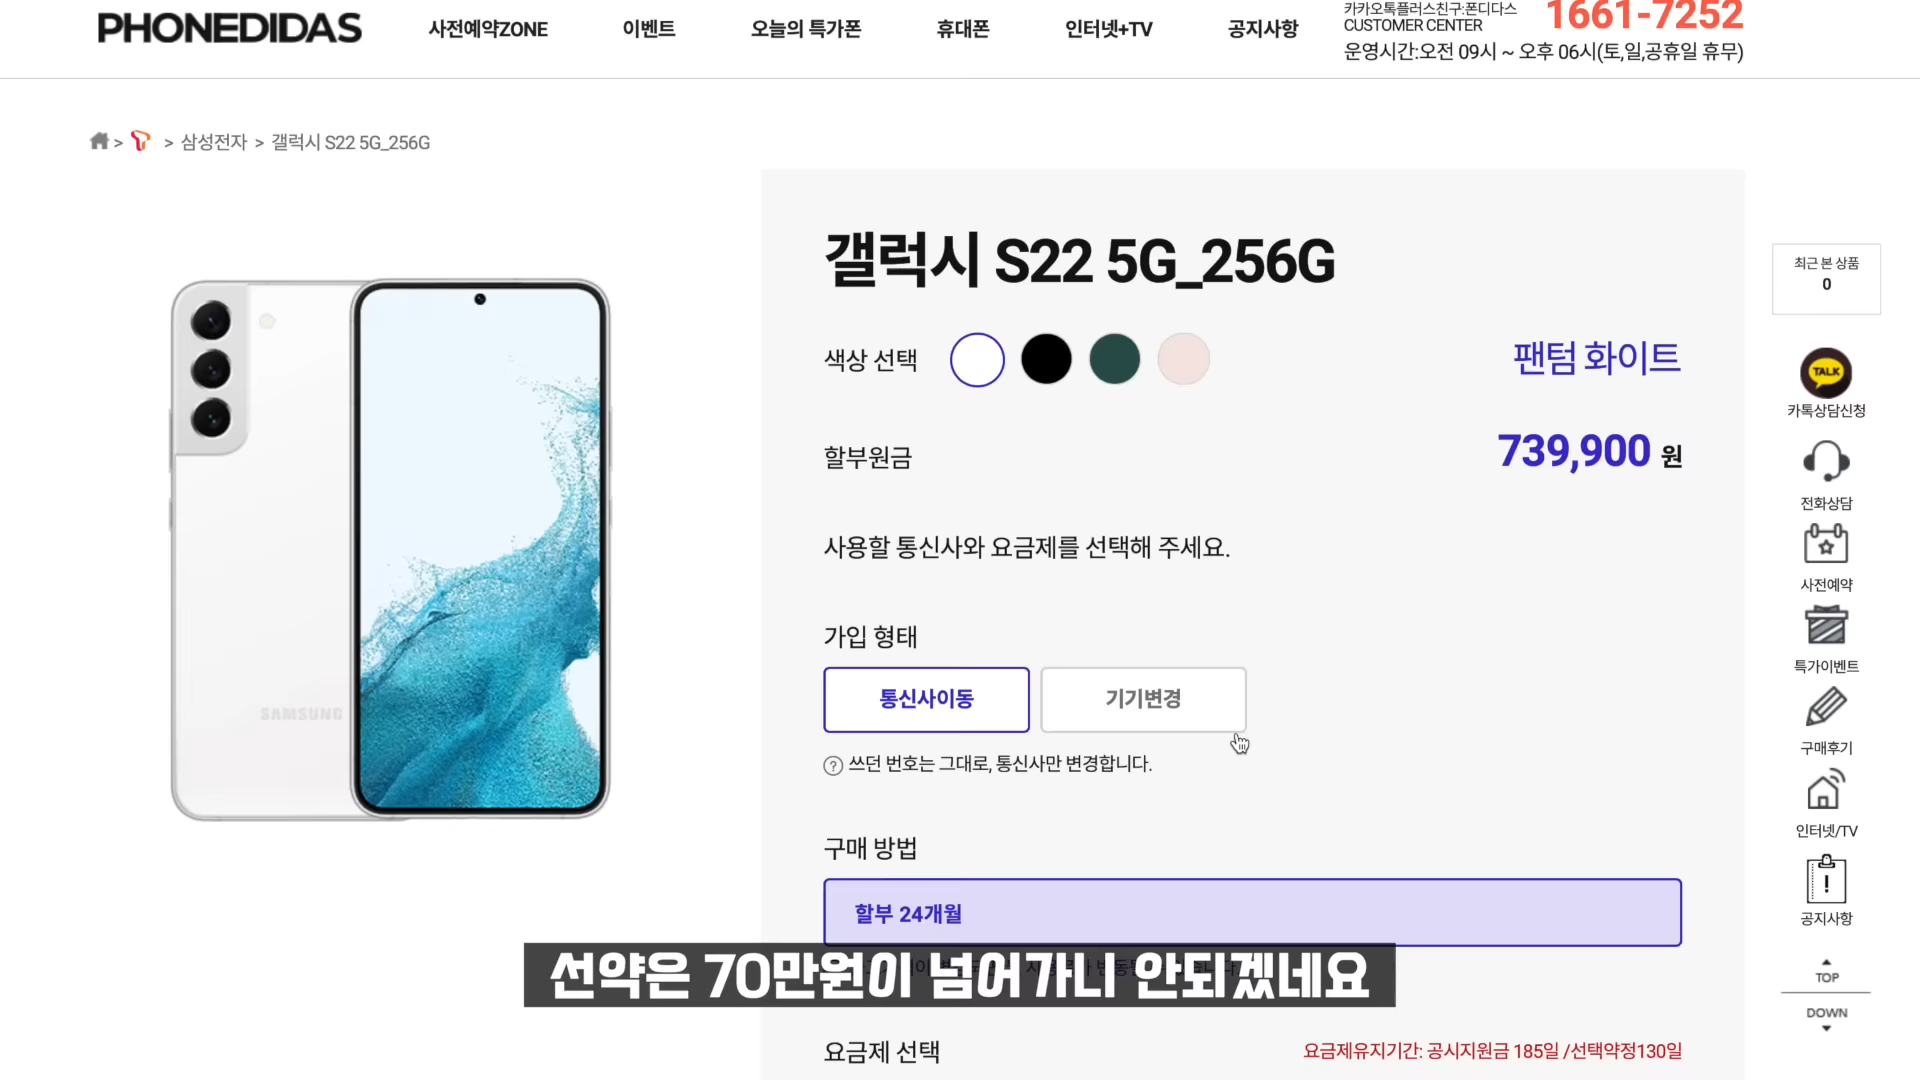 PHONEDIDAS
사전예약ZONE
이벤트
오늘의 특가폰
휴대폰
인터넷+TV
공지사항
카카오톡플러스친구:폰디다스
CUSTOMER CENTER
1661-7252
운영시간:오전 09시 ~ 오후 06시(토,일,공휴일 휴무)
> > 삼성전자 > 갤럭시 S22 5G_256G
갤럭시 S22 5G_256G
색상 선택
팬텀 화이트
할부원금
739,900 원
사용할 통신사와 요금제를 선택해 주세요.
가입 형태
통신사이동
기기변경
? 쓰던 번호는 그대로, 통신사만 변경합니다.
구매 방법
할부 24개월
선약은 70만원이 넘어가니 안되겠네요
요금제 선택
요금제유지기간: 공시지원금 185일 /선택약정130일
SAMSUNG
최근 본 상품
0
TALK
카톡상담신청
전화상담
사전예약
특가이벤트
구매후기
인터넷/TV
공지사항
TOP
DOWN